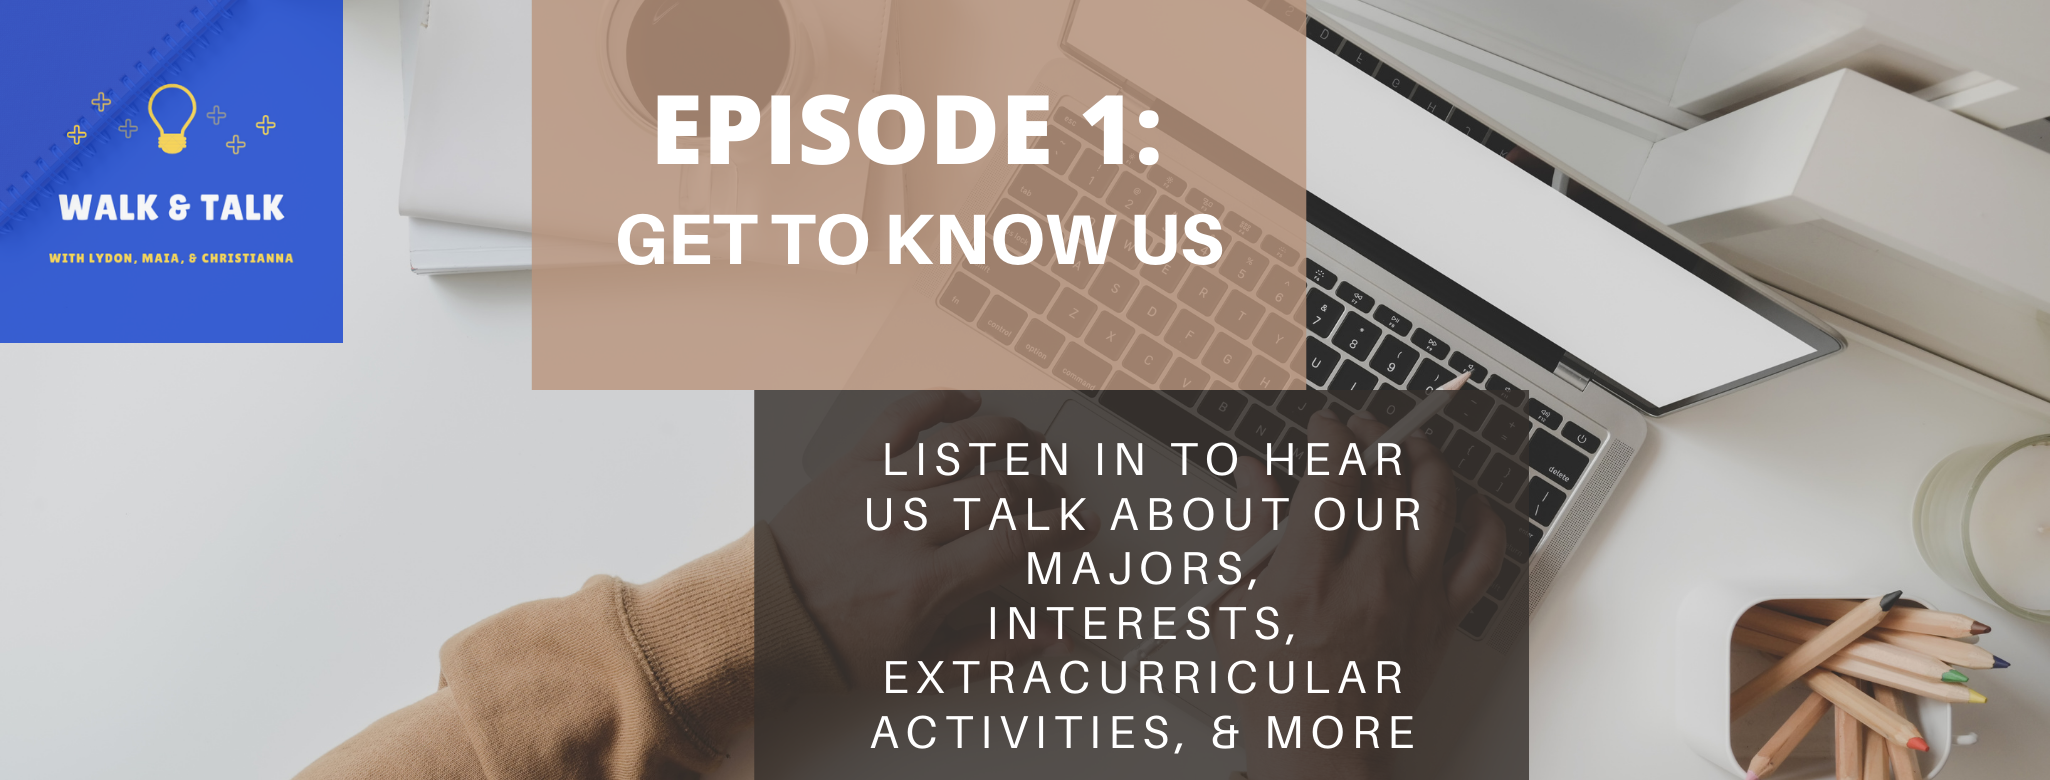 WALK & TALK
WITH LYDON, MAIA, & CHRISTIANNA
EPISODE 1:
GET TO KNOW US
LISTEN IN TO HEAR
US TALK ABOUT OUR
MAJORS,
INTERESTS,
EXTRACURRICULAR
ACTIVITIES, & MORE